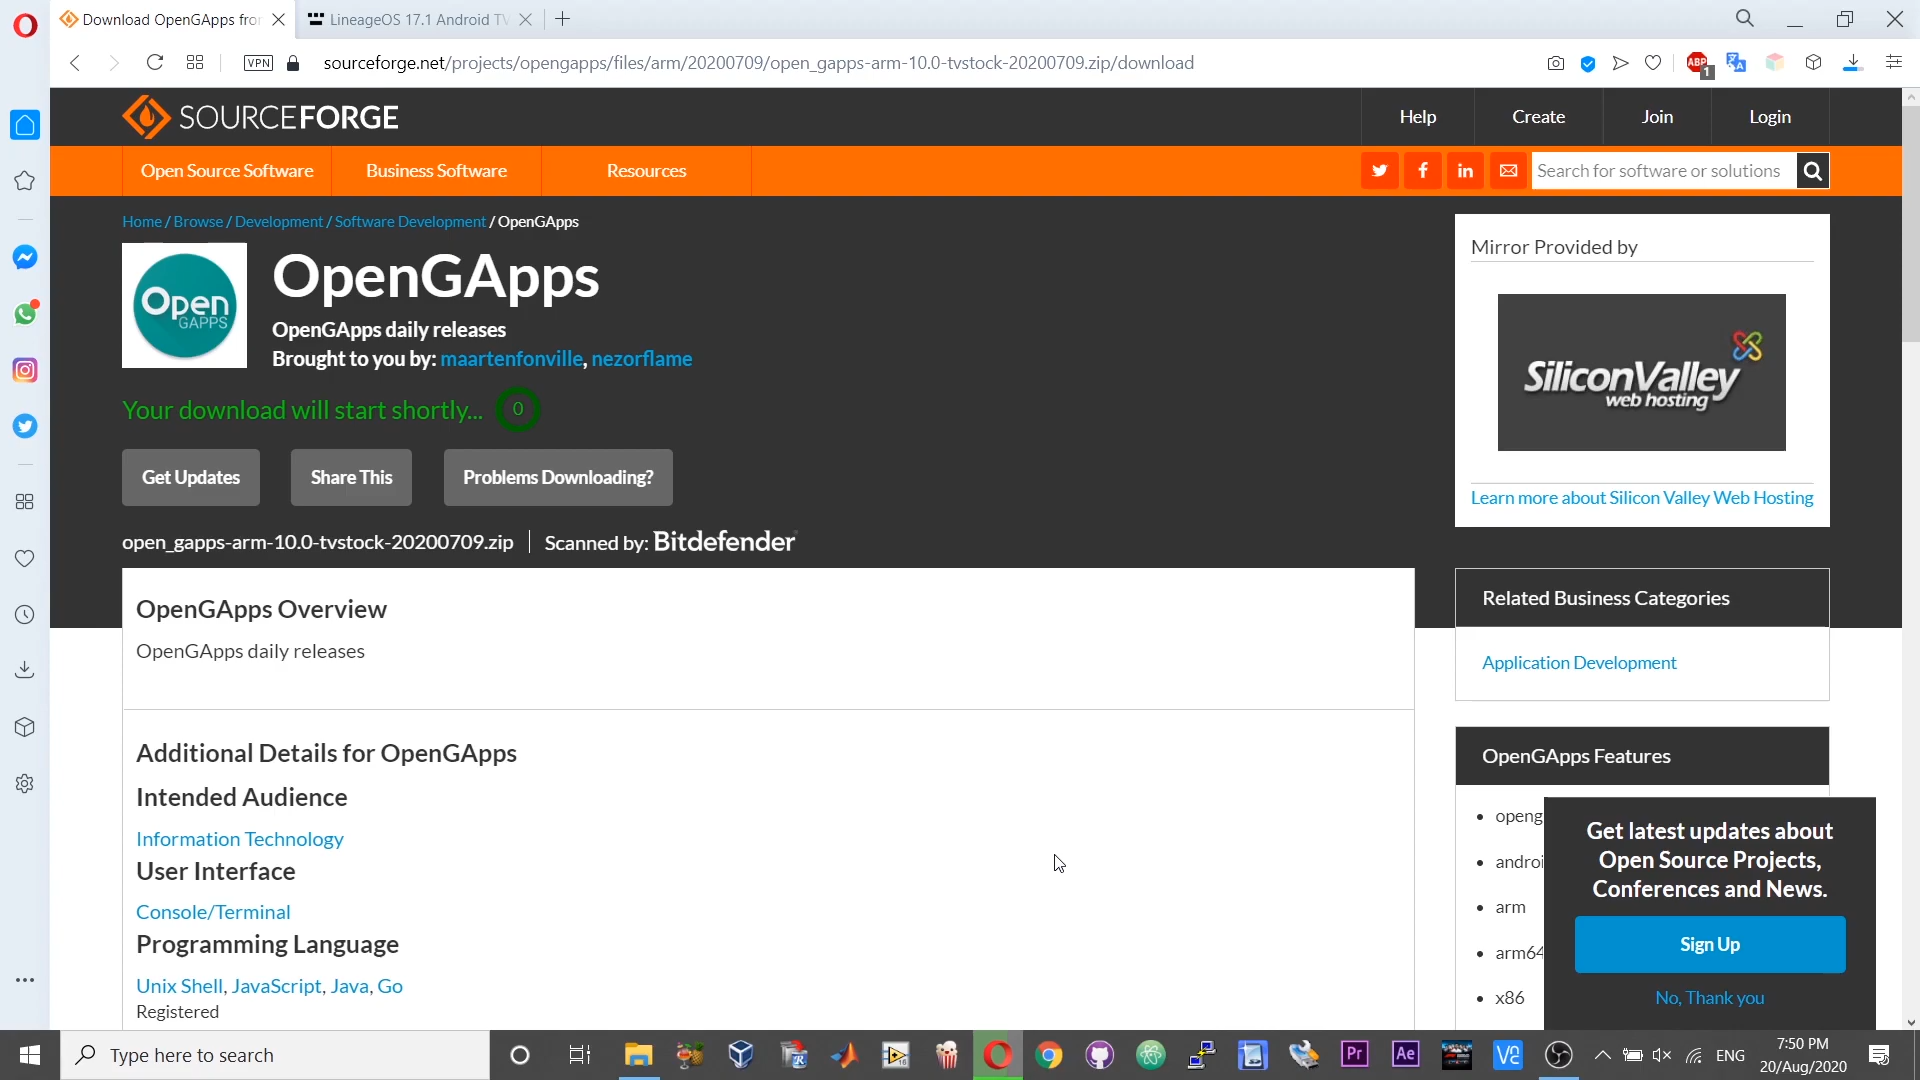 Download OpenGApps fro
LineageOS 17.1 Android TV
VPN
sourceforge.net/projects/opengapps/files/arm/20200709/open_gapps-arm-10.0-tvstock-20200709.zip/download
ABP
1
SOURCEFORGE
Help
Create
Join
Login
Open Source Software
Business Software
Resources
Search for software or solutions
Home / Browse / Development / Software Development / OpenGApps
Open
GAPPS
OpenGApps
OpenGApps daily releases
Brought to you by: maartenfonville, nezorflame
Your download will start shortly... 0
Get Updates
Share This
Problems Downloading?
open_gapps-arm-10.0-tvstock-20200709.zip
Scanned by: Bitdefender
Mirror Provided by
SiliconValley
web hosting
Learn more about Silicon Valley Web Hosting
OpenGApps Overview
OpenGApps daily releases
Additional Details for OpenGApps
Intended Audience
Information Technology
User Interface
Console/Terminal
Programming Language
Unix Shell, JavaScript, Java, Go
Registered
Related Business Categories
Application Development
OpenGApps Features
openg
androi
arm
arm64
x86
Get latest updates about
Open Source Projects,
Conferences and News.
Sign Up
No, Thank you
Type here to search
Pr
Ae
V2
ENG
7:50 PM
20/Aug/2020